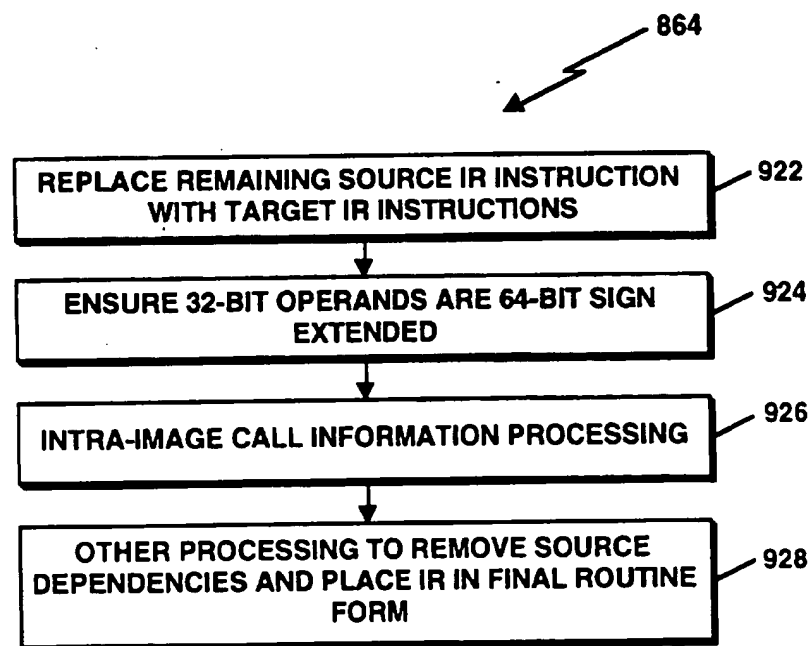 864
REPLACE REMAINING SOURCE IR INSTRUCTION
WITH TARGET IR INSTRUCTIONS
922
ENSURE 32-BIT OPERANDS ARE 64-BIT SIGN
EXTENDED
924
INTRA-IMAGE CALL INFORMATION PROCESSING
926
OTHER PROCESSING TO REMOVE SOURCE
DEPENDENCIES AND PLACE IR IN FINAL ROUTINE
FORM
928